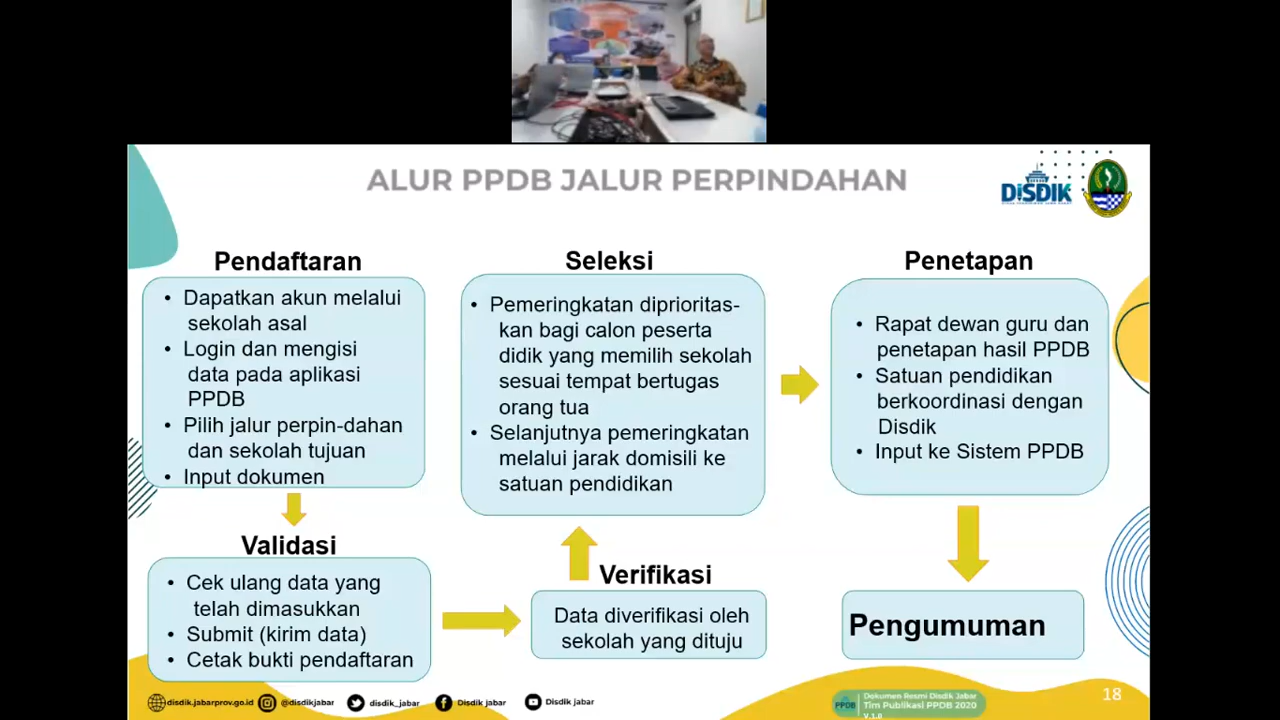 ALUR PPDB JALUR PERPINDAHAN
DISDIK
Pendaftaran
• Dapatkan akun melalui
sekolah asal
• Login dan mengisi
data pada aplikasi
PPDB
• Pilih jalur perpin-dahan
dan sekolah tujuan
• Input dokumen
Validasi
• Cek ulang data yang
telah dimasukkan
• Submit (kirim data)
• Cetak bukti pendaftaran
Verifikasi
Data diverifikasi oleh
sekolah yang dituju
Seleksi
• Pemeringkatan diprioritas-
kan bagi calon peserta
didik yang memilih sekolah
sesuai tempat bertugas
orang tua
• Selanjutnya pemeringkatan
melalui jarak domisili ke
satuan pendidikan
Penetapan
• Rapat dewan guru dan
penetapan hasil PPDB
• Satuan pendidikan
berkoordinasi dengan
Disdik
• Input ke Sistem PPDB
Pengumuman
disdik.jabarprov.go.id @disdikjabar disdik_jabar Disdik jabar Disdik jabar
PPDB
Dokumen Resmi Disdik Jabar
Tim Publikasi PPDB 2020
V.1.0
18